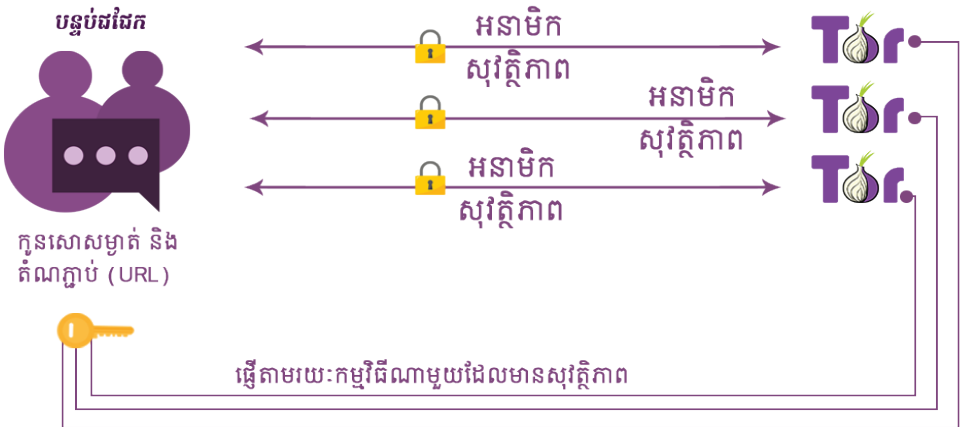 បន្ទប់ជជែក
អនាមិក
សុវត្ថិភាព
Tor
អនាមិក
សុវត្ថិភាព
Tor
អនាមិក
សុវត្ថិភាព
Tor
កូនសោសម្ងាត់ និង
តំណភ្ជាប់ (URL)
ផ្ញើតាមរយៈកម្មវិធីណាមួយដែលមានសុវត្ថិភាព